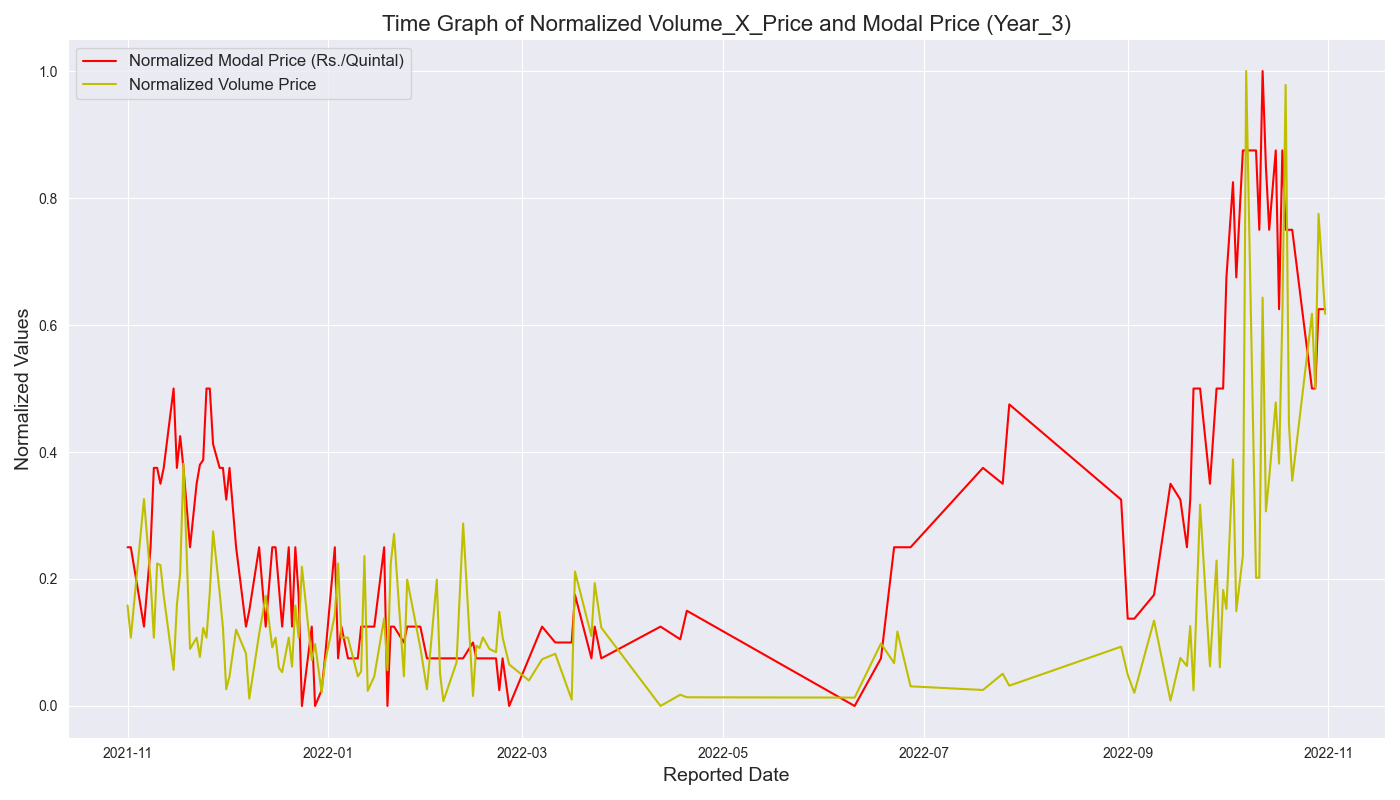 Time Graph of Normalized Volume_X_Price and Modal Price (Year_3)
Normalized Modal Price (Rs./Quintal)
Normalized Volume Price
Normalized Values
1.0
0.8
0.6
0.4
0.2
0.0
2021-11 2022-01 2022-03 2022-05 2022-07 2022-09 2022-11
Reported Date